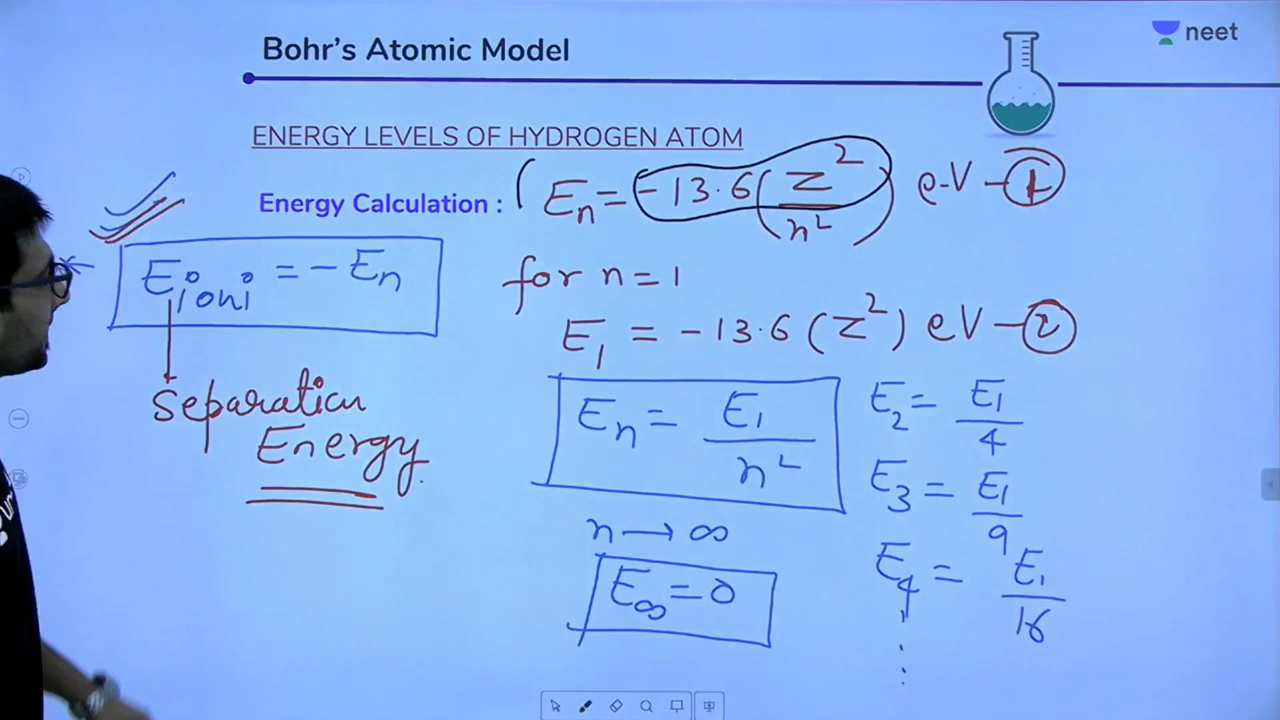 Bohr's Atomic Model
neet
ENERGY LEVELS OF HYDROGEN ATOM
Energy Calculation :
En = -13.6 (Z²/n²) e.V - ①
for n = 1
E₁ = -13.6 (Z²) eV - ②
En = E₁/n²
n → ∞
E∞ = 0
E₂ = E₁/4
E₃ = E₁/9
E₄ = E₁/16
Eioni = - En
Separation
Energy